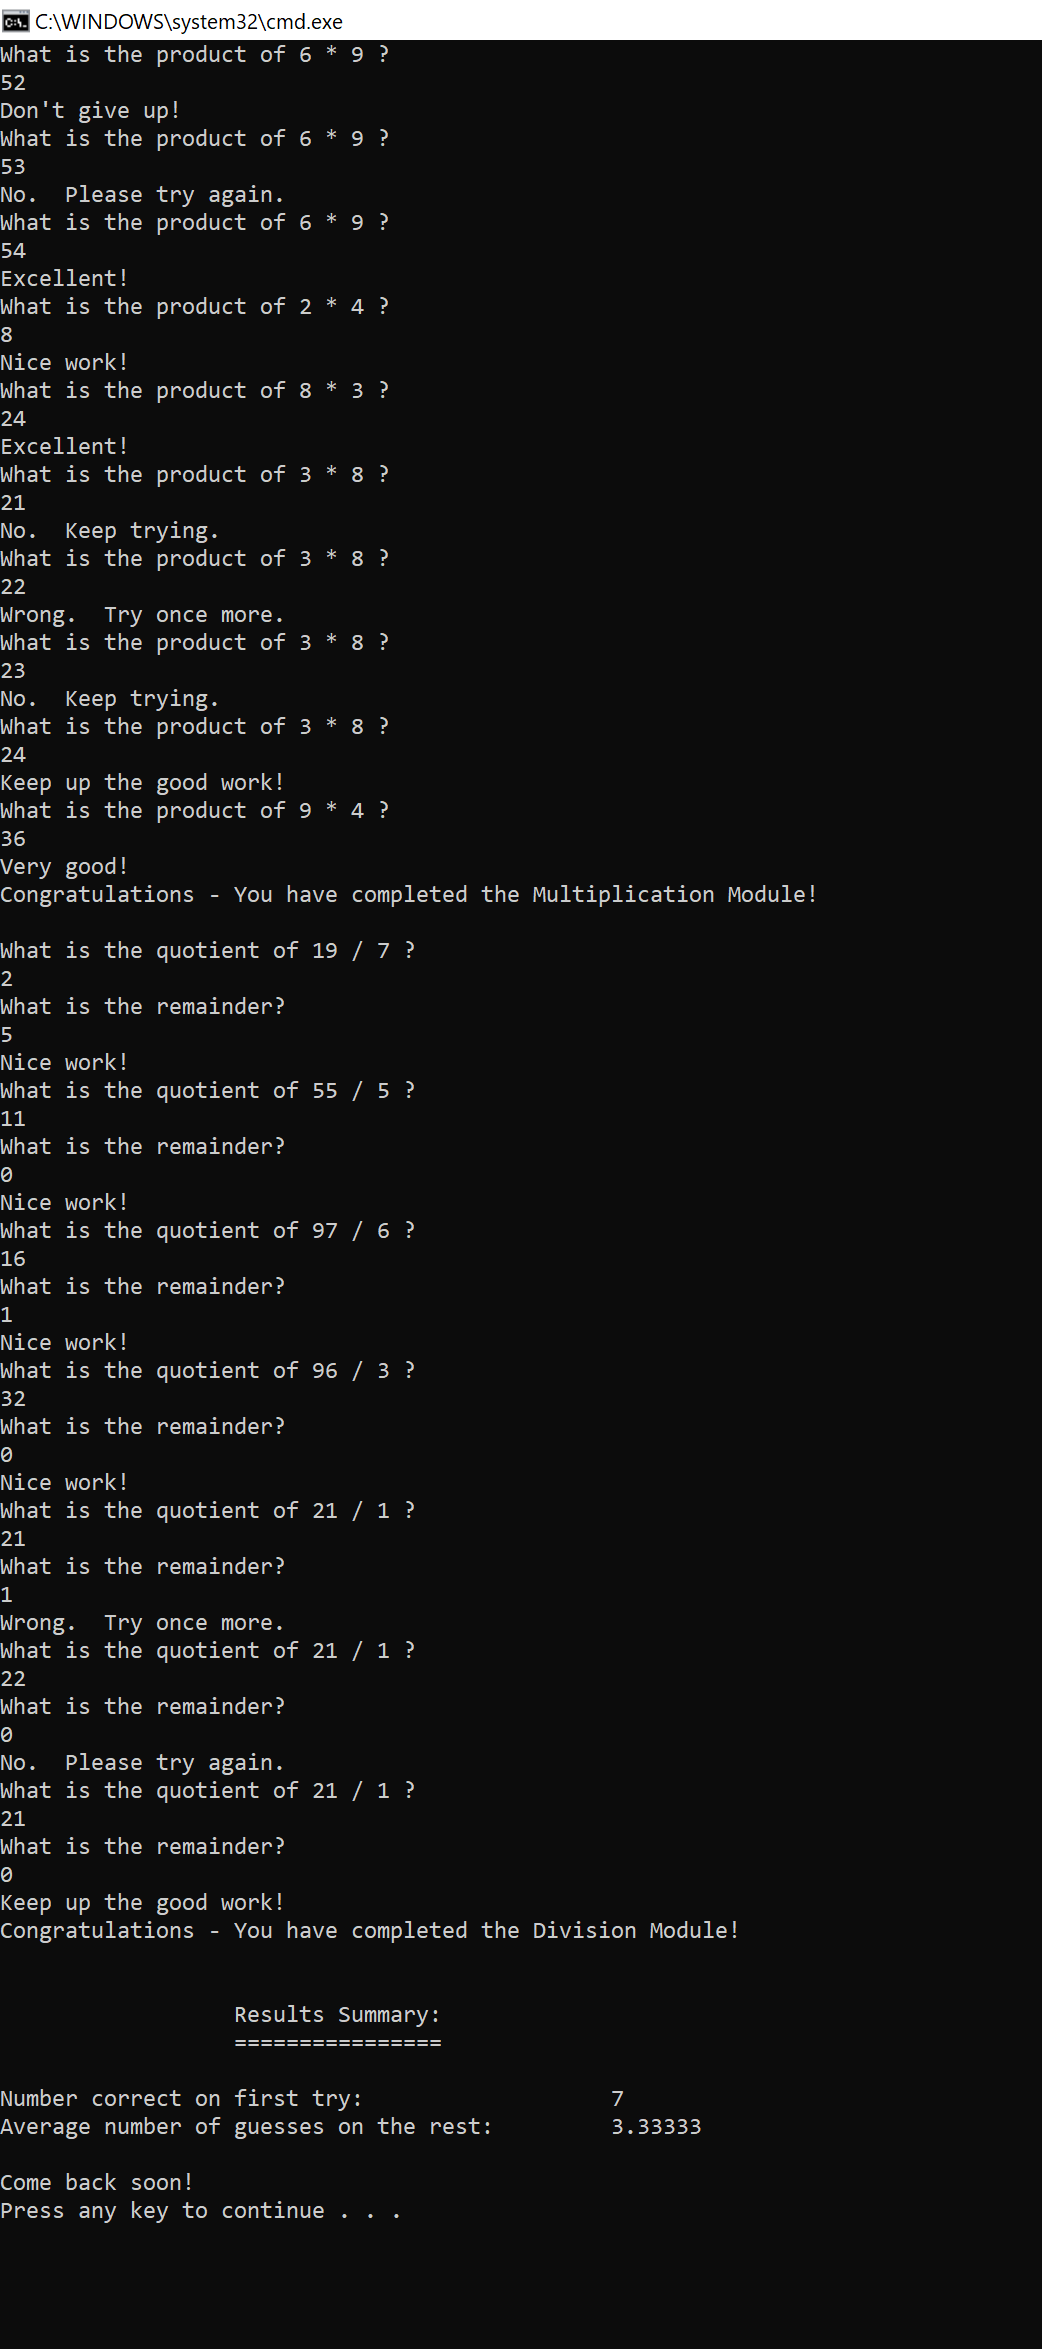 C:\WINDOWS\system32\cmd.exe
What is the product of 6 * 9 ?
52
Don't give up!
What is the product of 6 * 9 ?
53
No.  Please try again.
What is the product of 6 * 9 ?
54
Excellent!
What is the product of 2 * 4 ?
8
Nice work!
What is the product of 8 * 3 ?
24
Excellent!
What is the product of 3 * 8 ?
21
No.  Keep trying.
What is the product of 3 * 8 ?
22
Wrong.  Try once more.
What is the product of 3 * 8 ?
23
No.  Keep trying.
What is the product of 3 * 8 ?
24
Keep up the good work!
What is the product of 9 * 4 ?
36
Very good!
Congratulations - You have completed the Multiplication Module!
What is the quotient of 19 / 7 ?
2
What is the remainder?
5
Nice work!
What is the quotient of 55 / 5 ?
11
What is the remainder?
0
Nice work!
What is the quotient of 97 / 6 ?
16
What is the remainder?
1
Nice work!
What is the quotient of 96 / 3 ?
32
What is the remainder?
0
Nice work!
What is the quotient of 21 / 1 ?
21
What is the remainder?
1
Wrong.  Try once more.
What is the quotient of 21 / 1 ?
22
What is the remainder?
0
No.  Please try again.
What is the quotient of 21 / 1 ?
21
What is the remainder?
0
Keep up the good work!
Congratulations - You have completed the Division Module!
Results Summary:
================
Number correct on first try: 7
Average number of guesses on the rest: 3.33333
Come back soon!
Press any key to continue . . .